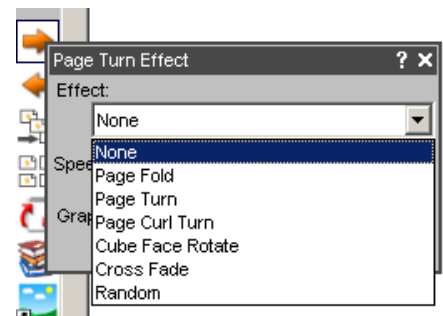 Page Turn Effect ? x
Effect:
None
None
Page Fold
Page Turn
Page Curl Turn
Cube Face Rotate
Cross Fade
Random